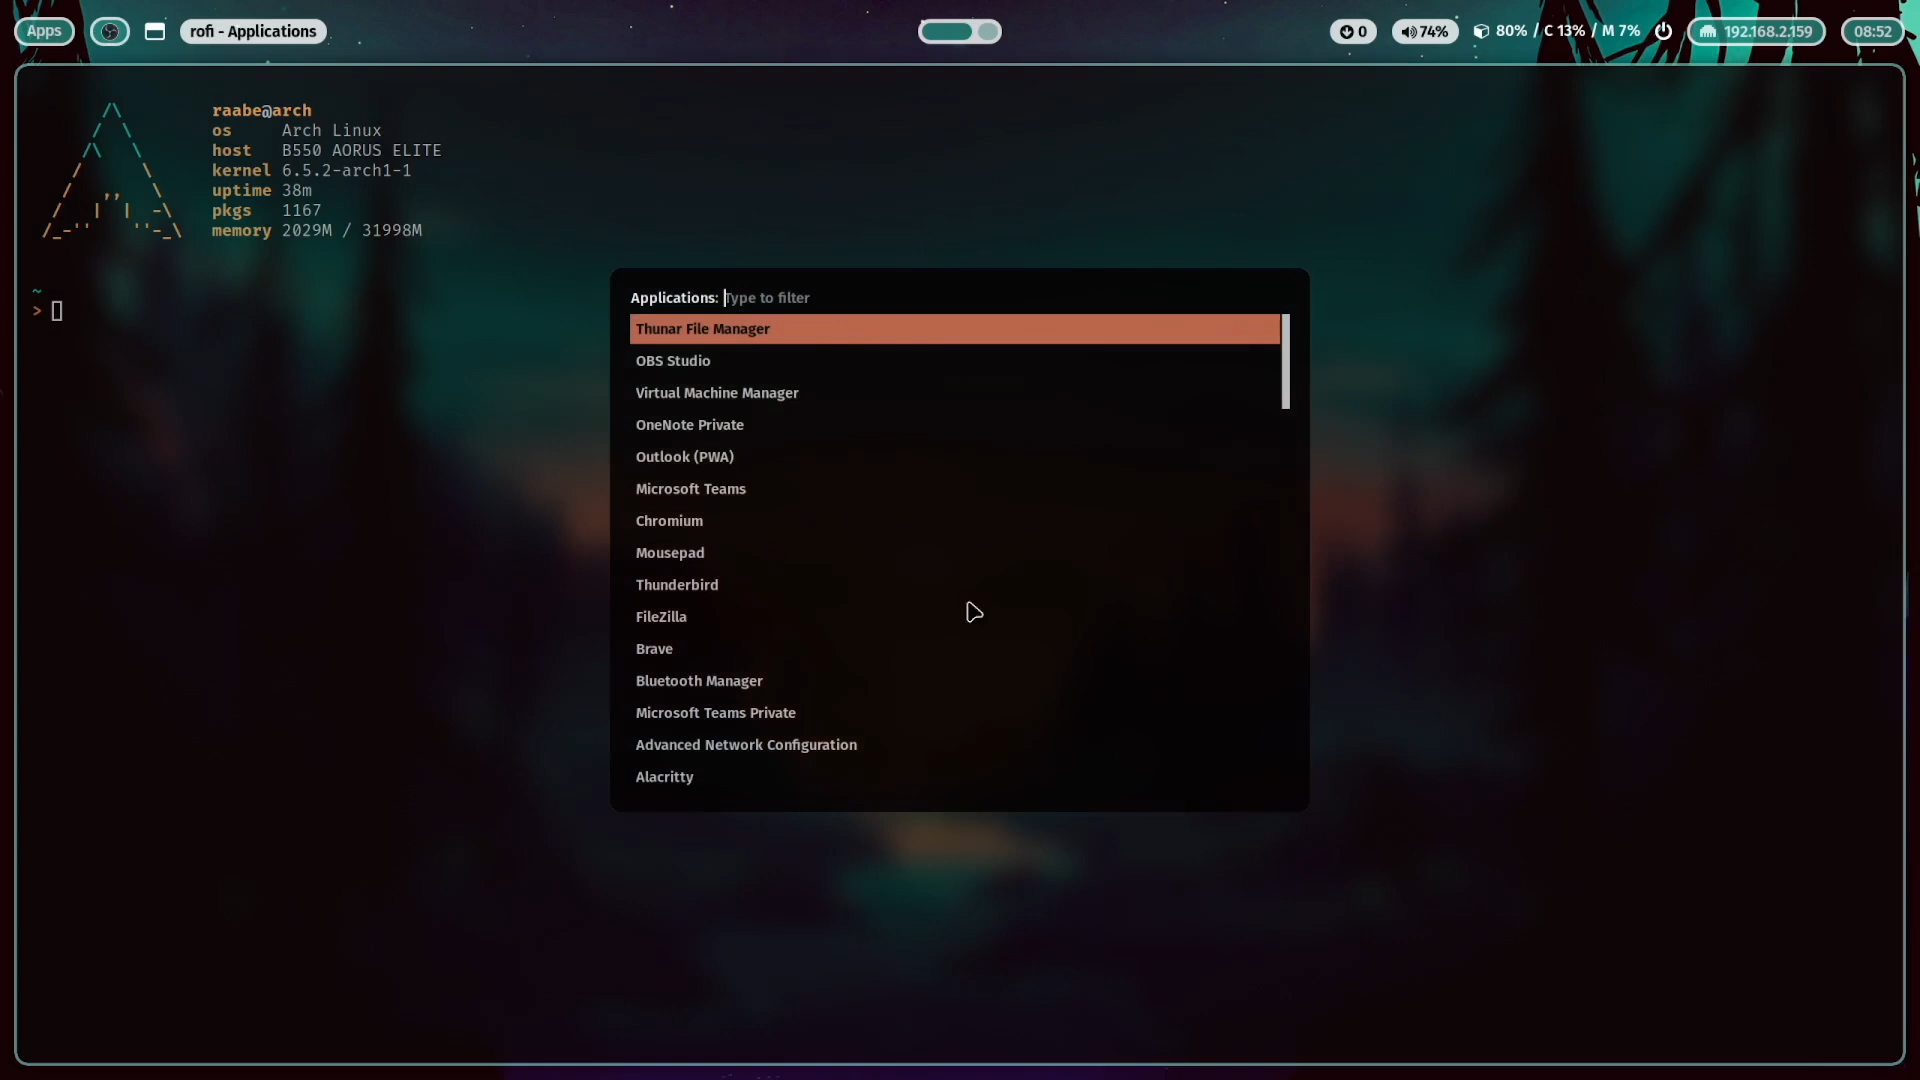 Apps
rofi - Applications
0
74%
80% / C 13% / M 7%
192.168.2.159
08:52
raabe@arch
os Arch Linux
host B550 AORUS ELITE
kernel 6.5.2-arch1-1
uptime 38m
pkgs 1167
memory 2029M / 31998M
~
>
Applications: Type to filter
Thunar File Manager
OBS Studio
Virtual Machine Manager
OneNote Private
Outlook (PWA)
Microsoft Teams
Chromium
Mousepad
Thunderbird
FileZilla
Brave
Bluetooth Manager
Microsoft Teams Private
Advanced Network Configuration
Alacritty